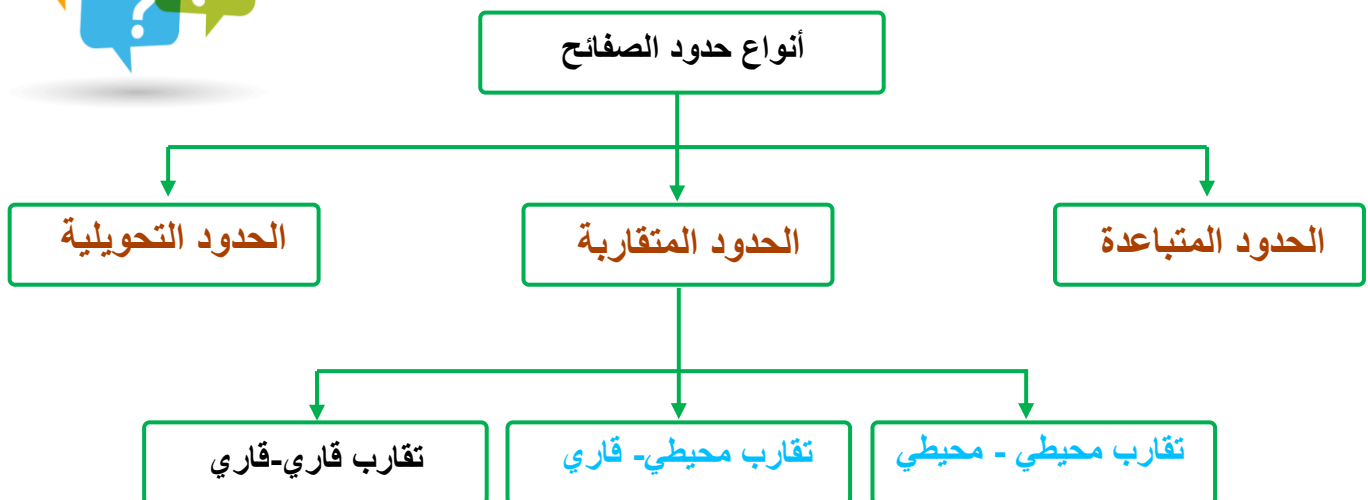 أنواع حدود الصفائح
الحدود المتباعدة
الحدود المتقاربة
الحدود التحويلية
تقارب محيطي - محيطي
تقارب محيطي- قاري
تقارب قاري-قاري